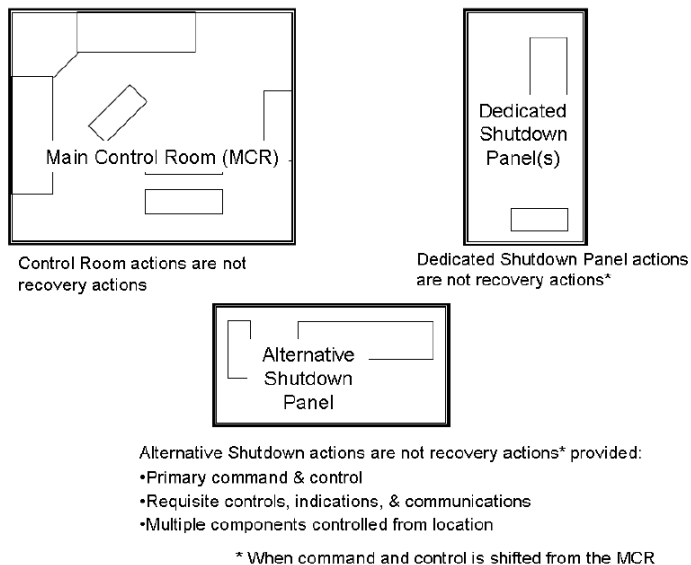 Main Control Room (MCR)
Control Room actions are not
recovery actions
Dedicated
Shutdown
Panel(s)
Dedicated Shutdown Panel actions
are not recovery actions*
Alternative
Shutdown
Panel
Alternative Shutdown actions are not recovery actions* provided:
•Primary command & control
•Requisite controls, indications, & communications
•Multiple components controlled from location
* When command and control is shifted from the MCR